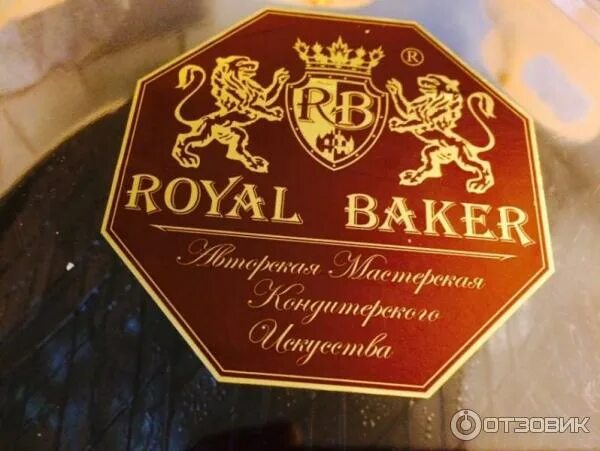 RB
®
ROYAL BAKER
Авторская Мастерская
Кондитерского
Искусства
ОТЗОВИК